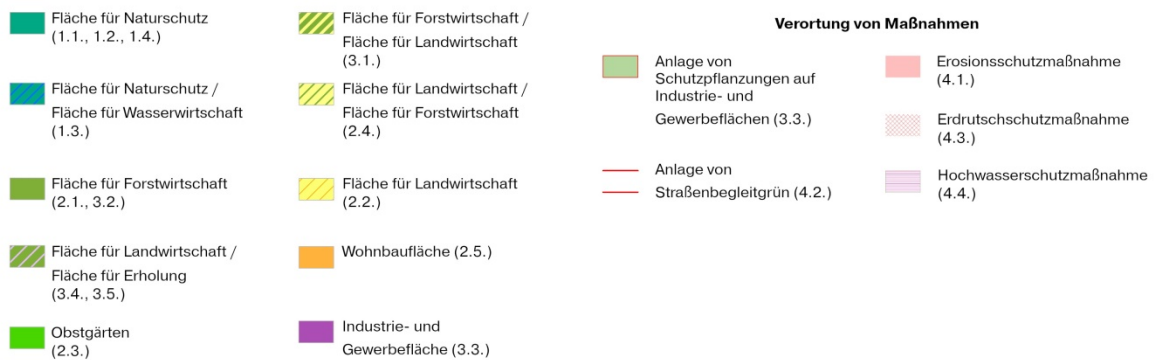 Fläche für Naturschutz
(1.1., 1.2., 1.4.)
Fläche für Naturschutz /
Fläche für Wasserwirtschaft
(1.3.)
Fläche für Forstwirtschaft
(2.1., 3.2.)
Fläche für Landwirtschaft /
Fläche für Erholung
(3.4., 3.5.)
Obstgärten
(2.3.)
Fläche für Forstwirtschaft /
Fläche für Landwirtschaft
(3.1.)
Fläche für Landwirtschaft /
Fläche für Forstwirtschaft
(2.4.)
Fläche für Landwirtschaft
(2.2.)
Wohnbaufläche (2.5.)
Industrie- und
Gewerbefläche (3.3.)
Verortung von Maßnahmen
Anlage von
Schutzpflanzungen auf
Industrie- und
Gewerbeflächen (3.3.)
Anlage von
Straßenbegleitgrün (4.2.)
Erosionsschutzmaßnahme
(4.1.)
Erdrutschschutzmaßnahme
(4.3.)
Hochwasserschutzmaßnahme
(4.4.)